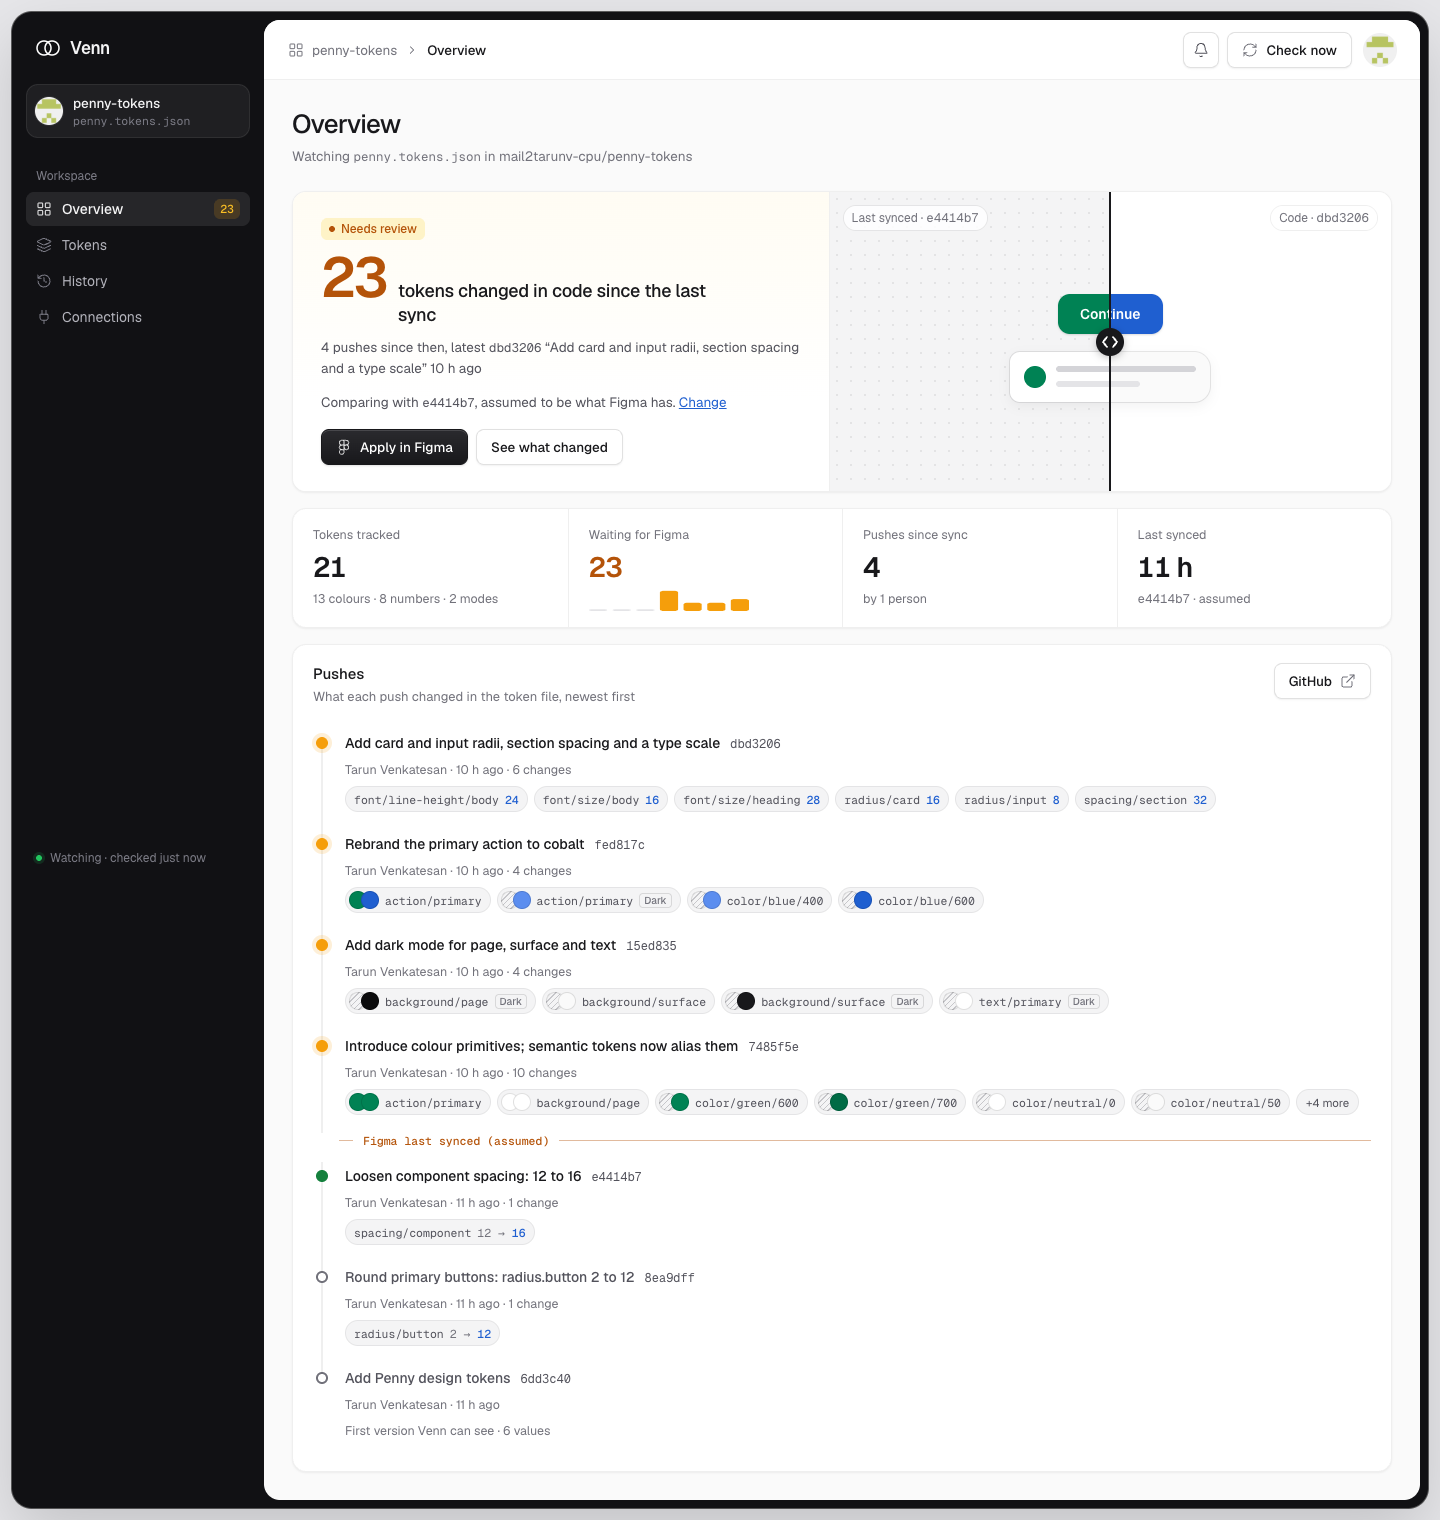 Venn
penny-tokens
penny.tokens.json
Workspace
Overview 23
Tokens
History
Connections
Watching · checked just now
penny-tokens > Overview
Check now
Overview
Watching penny.tokens.json in mail2tarunv-cpu/penny-tokens
Needs review
23 tokens changed in code since the last
sync
4 pushes since then, latest dbd3206 “Add card and input radii, section spacing
and a type scale” 10 h ago
Comparing with e4414b7, assumed to be what Figma has. Change
Apply in Figma
See what changed
Last synced · e4414b7
Code · dbd3206
Continue
Tokens tracked
21
13 colours · 8 numbers · 2 modes
Waiting for Figma
23
Pushes since sync
4
by 1 person
Last synced
11 h
e4414b7 · assumed
Pushes
What each push changed in the token file, newest first
GitHub
Add card and input radii, section spacing and a type scale dbd3206
Tarun Venkatesan · 10 h ago · 6 changes
font/line-height/body 24 font/size/body 16 font/size/heading 28 radius/card 16 radius/input 8 spacing/section 32
Rebrand the primary action to cobalt fed817c
Tarun Venkatesan · 10 h ago · 4 changes
action/primary action/primary Dark color/blue/400 color/blue/600
Add dark mode for page, surface and text 15ed835
Tarun Venkatesan · 10 h ago · 4 changes
background/page Dark background/surface background/surface Dark text/primary Dark
Introduce colour primitives; semantic tokens now alias them 7485f5e
Tarun Venkatesan · 10 h ago · 10 changes
action/primary background/page color/green/600 color/green/700 color/neutral/0 color/neutral/50 +4 more
Figma last synced (assumed)
Loosen component spacing: 12 to 16 e4414b7
Tarun Venkatesan · 11 h ago · 1 change
spacing/component 12 → 16
Round primary buttons: radius.button 2 to 12 8ea9dff
Tarun Venkatesan · 11 h ago · 1 change
radius/button 2 → 12
Add Penny design tokens 6dd3c40
Tarun Venkatesan · 11 h ago
First version Venn can see · 6 values